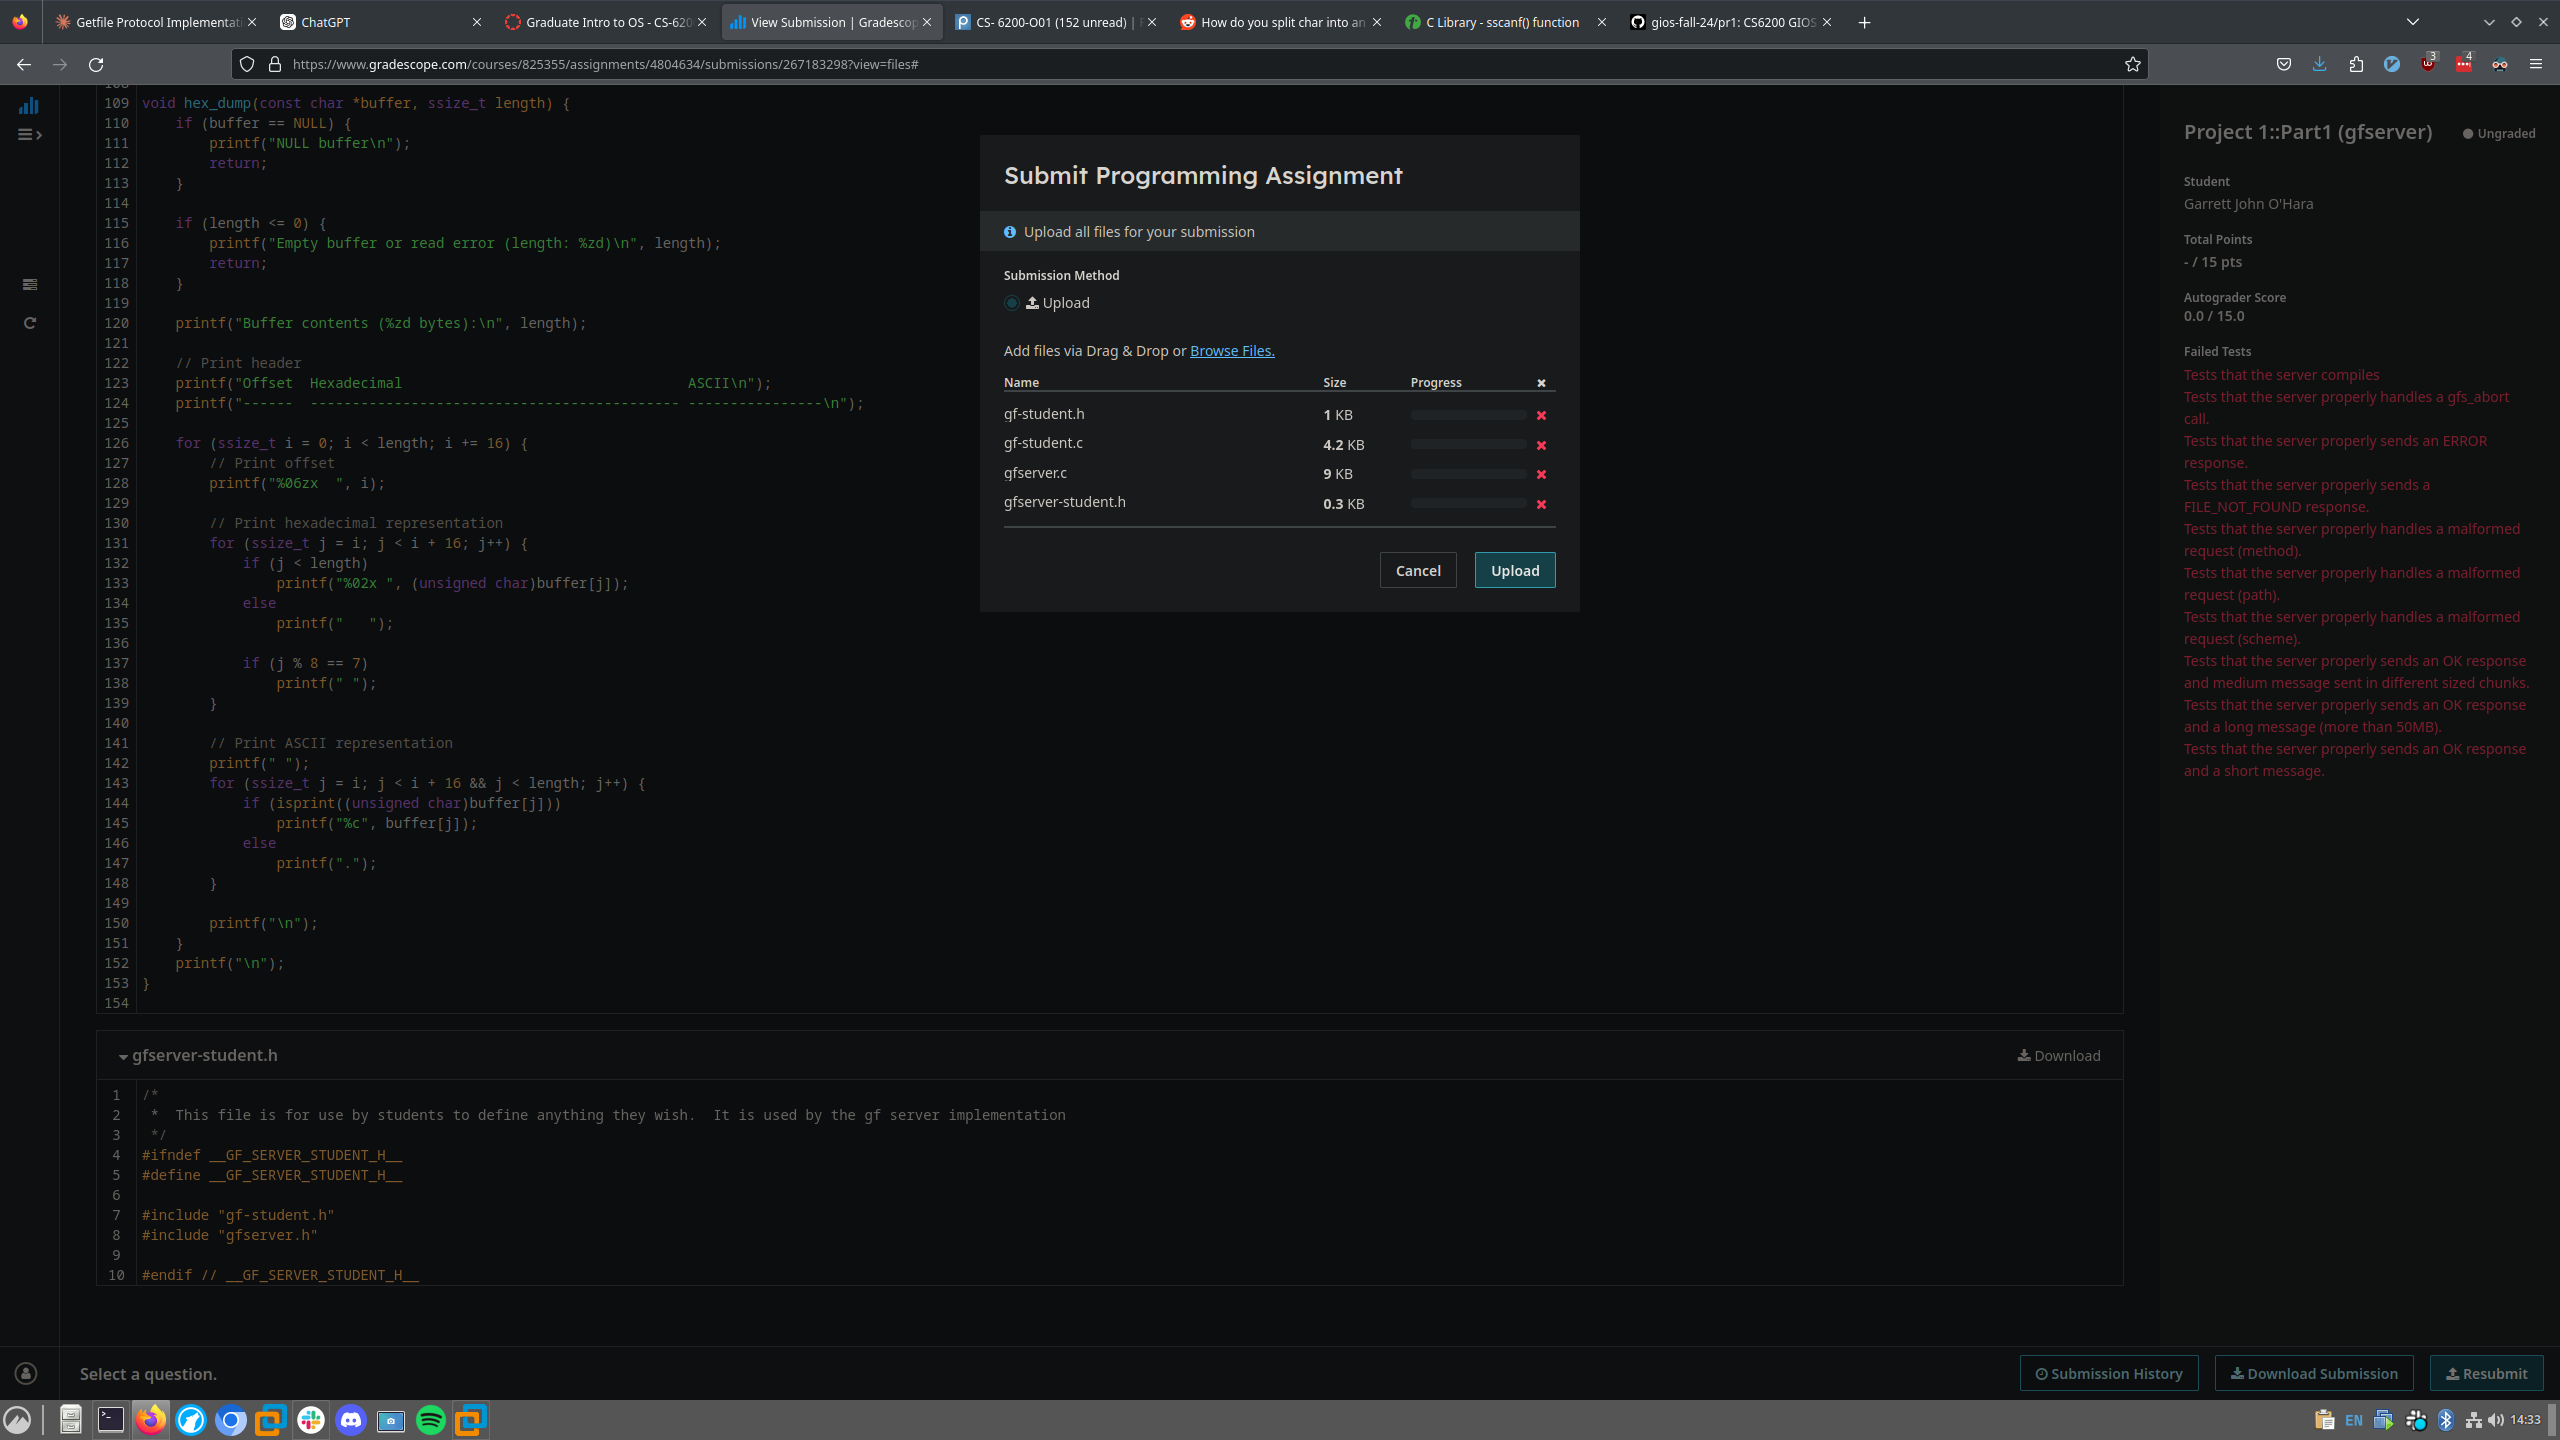 Getfile Protocol Implementat
ChatGPT
Graduate Intro to OS - CS-620
View Submission | Gradescop
CS- 6200-O01 (152 unread) |
How do you split char into an
C Library - sscanf() function
gios-fall-24/pr1: CS6200 GIOS
https://www.gradescope.com/courses/825355/assignments/4804634/submissions/267183298?view=files#
3
4
109 void hex_dump(const char *buffer, ssize_t length) {
110     if (buffer == NULL) {
111         printf("NULL buffer\n");
112         return;
113     }
114
115     if (length <= 0) {
116         printf("Empty buffer or read error (length: %zd)\n", length);
117         return;
118     }
119
120     printf("Buffer contents (%zd bytes):\n", length);
121
122     // Print header
123     printf("Offset  Hexadecimal                                  ASCII\n");
124     printf("------  -------------------------------------------- ----------------\n");
125
126     for (ssize_t i = 0; i < length; i += 16) {
127         // Print offset
128         printf("%06zx  ", i);
129
130         // Print hexadecimal representation
131         for (ssize_t j = i; j < i + 16; j++) {
132             if (j < length)
133                 printf("%02x ", (unsigned char)buffer[j]);
134             else
135                 printf("   ");
136
137             if (j % 8 == 7)
138                 printf(" ");
139         }
140
141         // Print ASCII representation
142         printf(" ");
143         for (ssize_t j = i; j < i + 16 && j < length; j++) {
144             if (isprint((unsigned char)buffer[j]))
145                 printf("%c", buffer[j]);
146             else
147                 printf(".");
148         }
149
150         printf("\n");
151     }
152     printf("\n");
153 }
154
gfserver-student.h
Download
1 /*
2  *  This file is for use by students to define anything they wish.  It is used by the gf server implementation
3  */
4 #ifndef __GF_SERVER_STUDENT_H__
5 #define __GF_SERVER_STUDENT_H__
6
7 #include "gf-student.h"
8 #include "gfserver.h"
9
10 #endif // __GF_SERVER_STUDENT_H__
Submit Programming Assignment
Upload all files for your submission
Submission Method
Upload
Add files via Drag & Drop or Browse Files.
Name Size Progress
gf-student.h 1 KB
gf-student.c 4.2 KB
gfserver.c 9 KB
gfserver-student.h 0.3 KB
Cancel Upload
Project 1::Part1 (gfserver)
Ungraded
Student
Garrett John O'Hara
Total Points
- / 15 pts
Autograder Score
0.0 / 15.0
Failed Tests
Tests that the server compiles
Tests that the server properly handles a gfs_abort
call.
Tests that the server properly sends an ERROR
response.
Tests that the server properly sends a
FILE_NOT_FOUND response.
Tests that the server properly handles a malformed
request (method).
Tests that the server properly handles a malformed
request (path).
Tests that the server properly handles a malformed
request (scheme).
Tests that the server properly sends an OK response
and medium message sent in different sized chunks.
Tests that the server properly sends an OK response
and a long message (more than 50MB).
Tests that the server properly sends an OK response
and a short message.
Select a question.
Submission History
Download Submission
Resubmit
EN
14:33